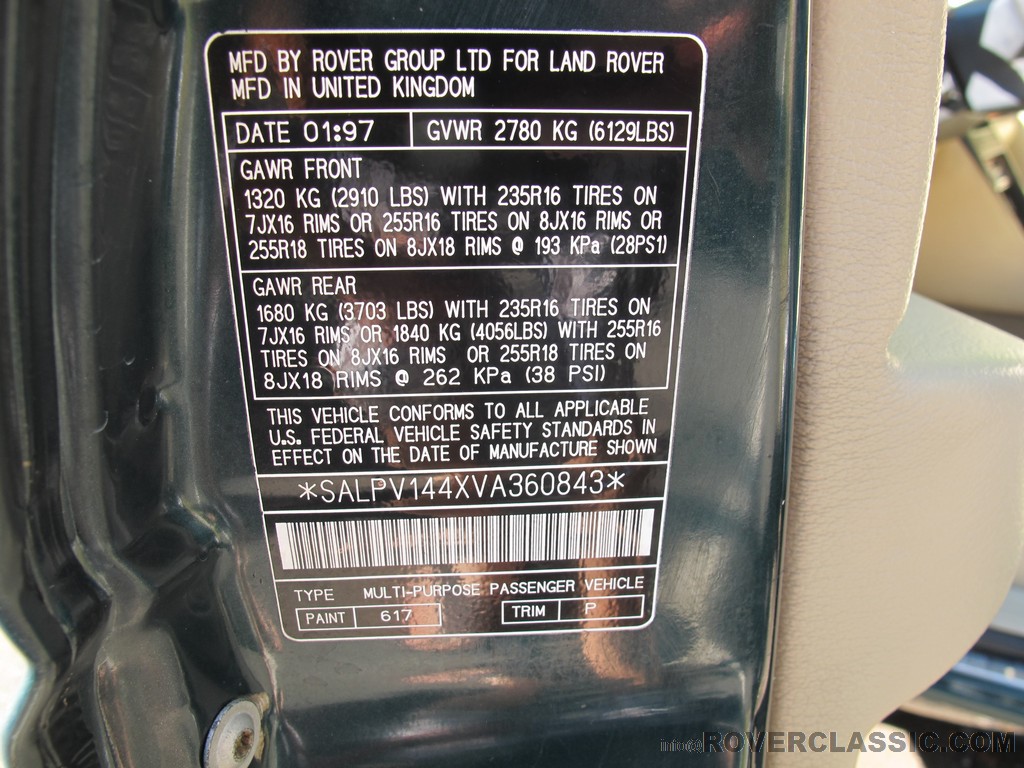 MFD BY ROVER GROUP LTD FOR LAND ROVER
MFD IN UNITED KINGDOM
DATE 01:97 GVWR 2780 KG (6129LBS)
GAWR FRONT
1320 KG (2910 LBS) WITH 235R16 TIRES ON
7JX16 RIMS OR 255R16 TIRES ON 8JX16 RIMS OR
255R18 TIRES ON 8JX18 RIMS @ 193 KPa (28PS1)
GAWR REAR
1680 KG (3703 LBS) WITH 235R16 TIRES ON
7JX16 RIMS OR 1840 KG (4056LBS) WITH 255R16
TIRES ON 8JX16 RIMS OR 255R18 TIRES ON
8JX18 RIMS @ 262 KPa (38 PSI)
THIS VEHICLE CONFORMS TO ALL APPLICABLE
U.S. FEDERAL VEHICLE SAFETY STANDARDS IN
EFFECT ON THE DATE OF MANUFACTURE SHOWN
*SALPV144XVA360843*
TYPE MULTI-PURPOSE PASSENGER VEHICLE
PAINT 617 TRIM P
info@ROVERCLASSIC.COM